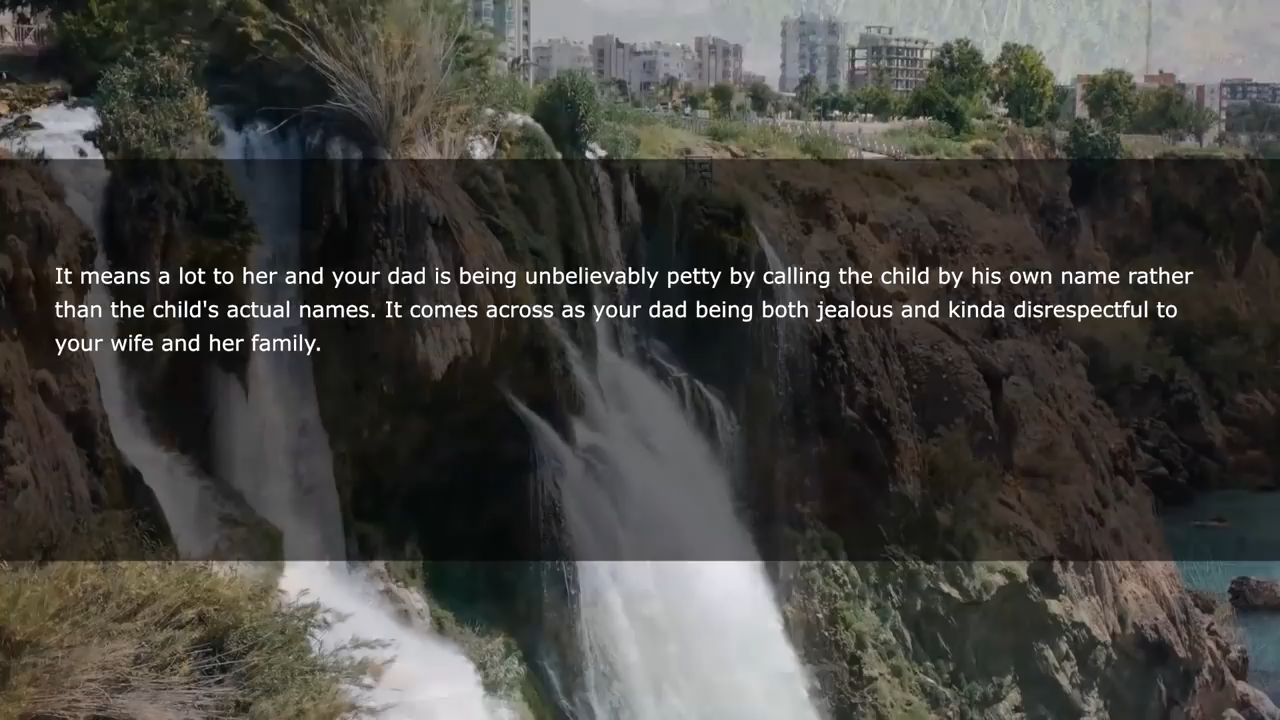 It means a lot to her and your dad is being unbelievably petty by calling the child by his own name rather
than the child's actual names. It comes across as your dad being both jealous and kinda disrespectful to
your wife and her family.